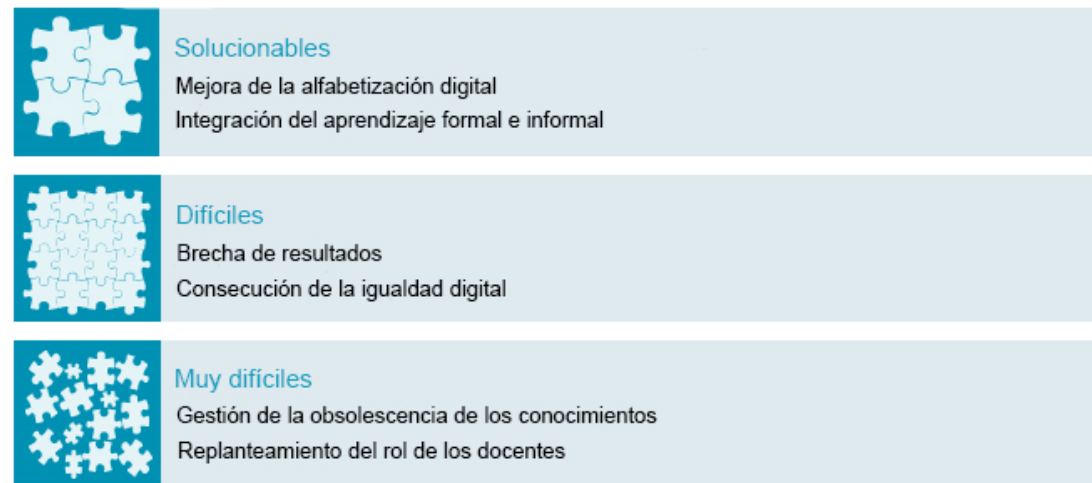 Solucionables
Mejora de la alfabetización digital
Integración del aprendizaje formal e informal
Difíciles
Brecha de resultados
Consecución de la igualdad digital
Muy difíciles
Gestión de la obsolescencia de los conocimientos
Replanteamiento del rol de los docentes